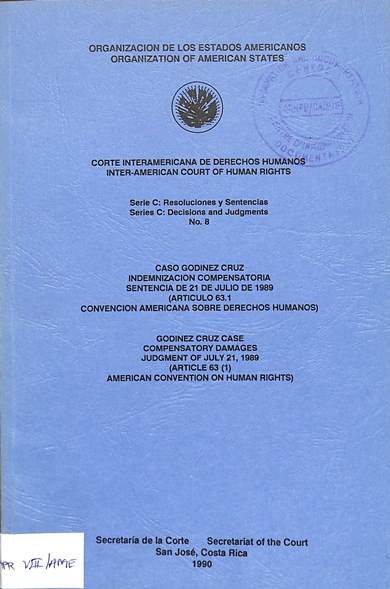 ORGANIZACION DE LOS ESTADOS AMERICANOS
ORGANIZATION OF AMERICAN STATES
CORTE INTERAMERICANA DE DERECHOS HUMANOS
INTER-AMERICAN COURT OF HUMAN RIGHTS
Serie C: Resoluciones y Sentencias
Series C: Decisions and Judgments
No. 8
CASO GODINEZ CRUZ
INDEMNIZACION COMPENSATORIA
SENTENCIA DE 21 DE JULIO DE 1989
(ARTICULO 63.1
CONVENCION AMERICANA SOBRE DERECHOS HUMANOS)
GODINEZ CRUZ CASE
COMPENSATORY DAMAGES
JUDGMENT OF JULY 21, 1989
(ARTICLE 63 (1)
AMERICAN CONVENTION ON HUMAN RIGHTS)
Secretaría de la Corte Secretariat of the Court
San José, Costa Rica
1990
PR VIII/AME